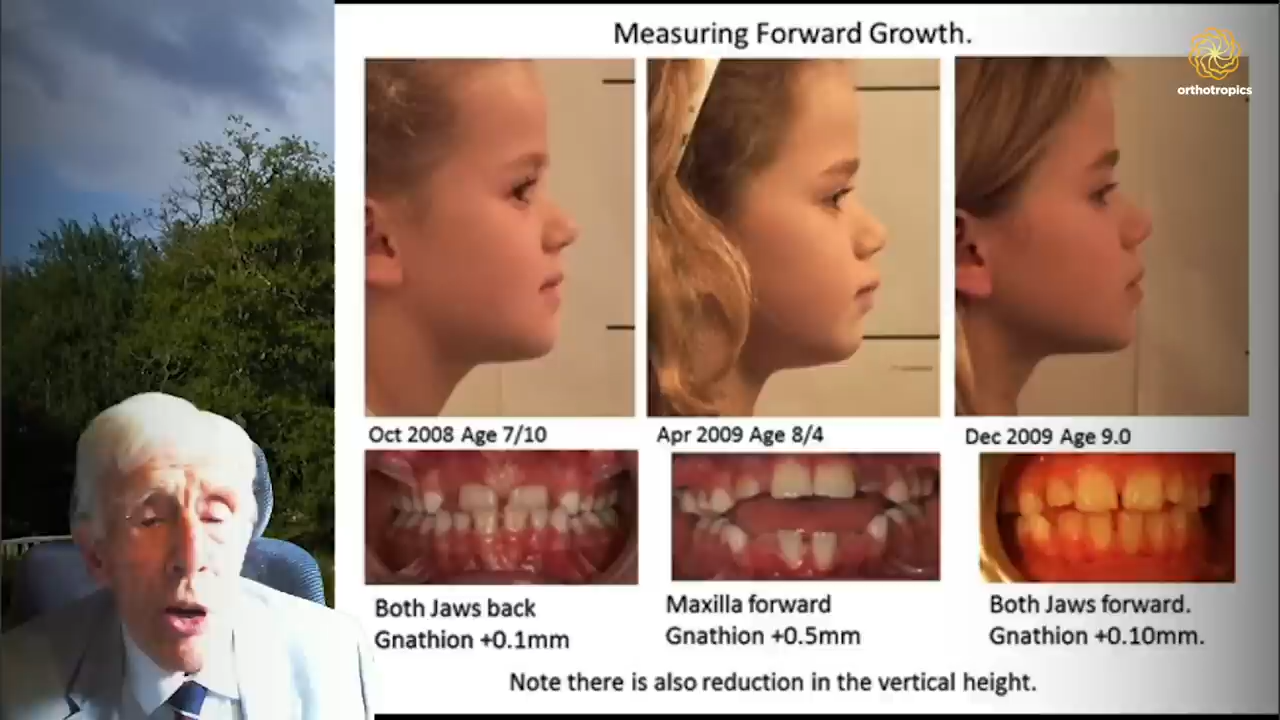 Measuring Forward Growth.
orthotropics
Oct 2008 Age 7/10
Apr 2009 Age 8/4
Dec 2009 Age 9.0
Both Jaws back
Gnathion +0.1mm
Maxilla forward
Gnathion +0.5mm
Both Jaws forward.
Gnathion +0.10mm.
Note there is also reduction in the vertical height.